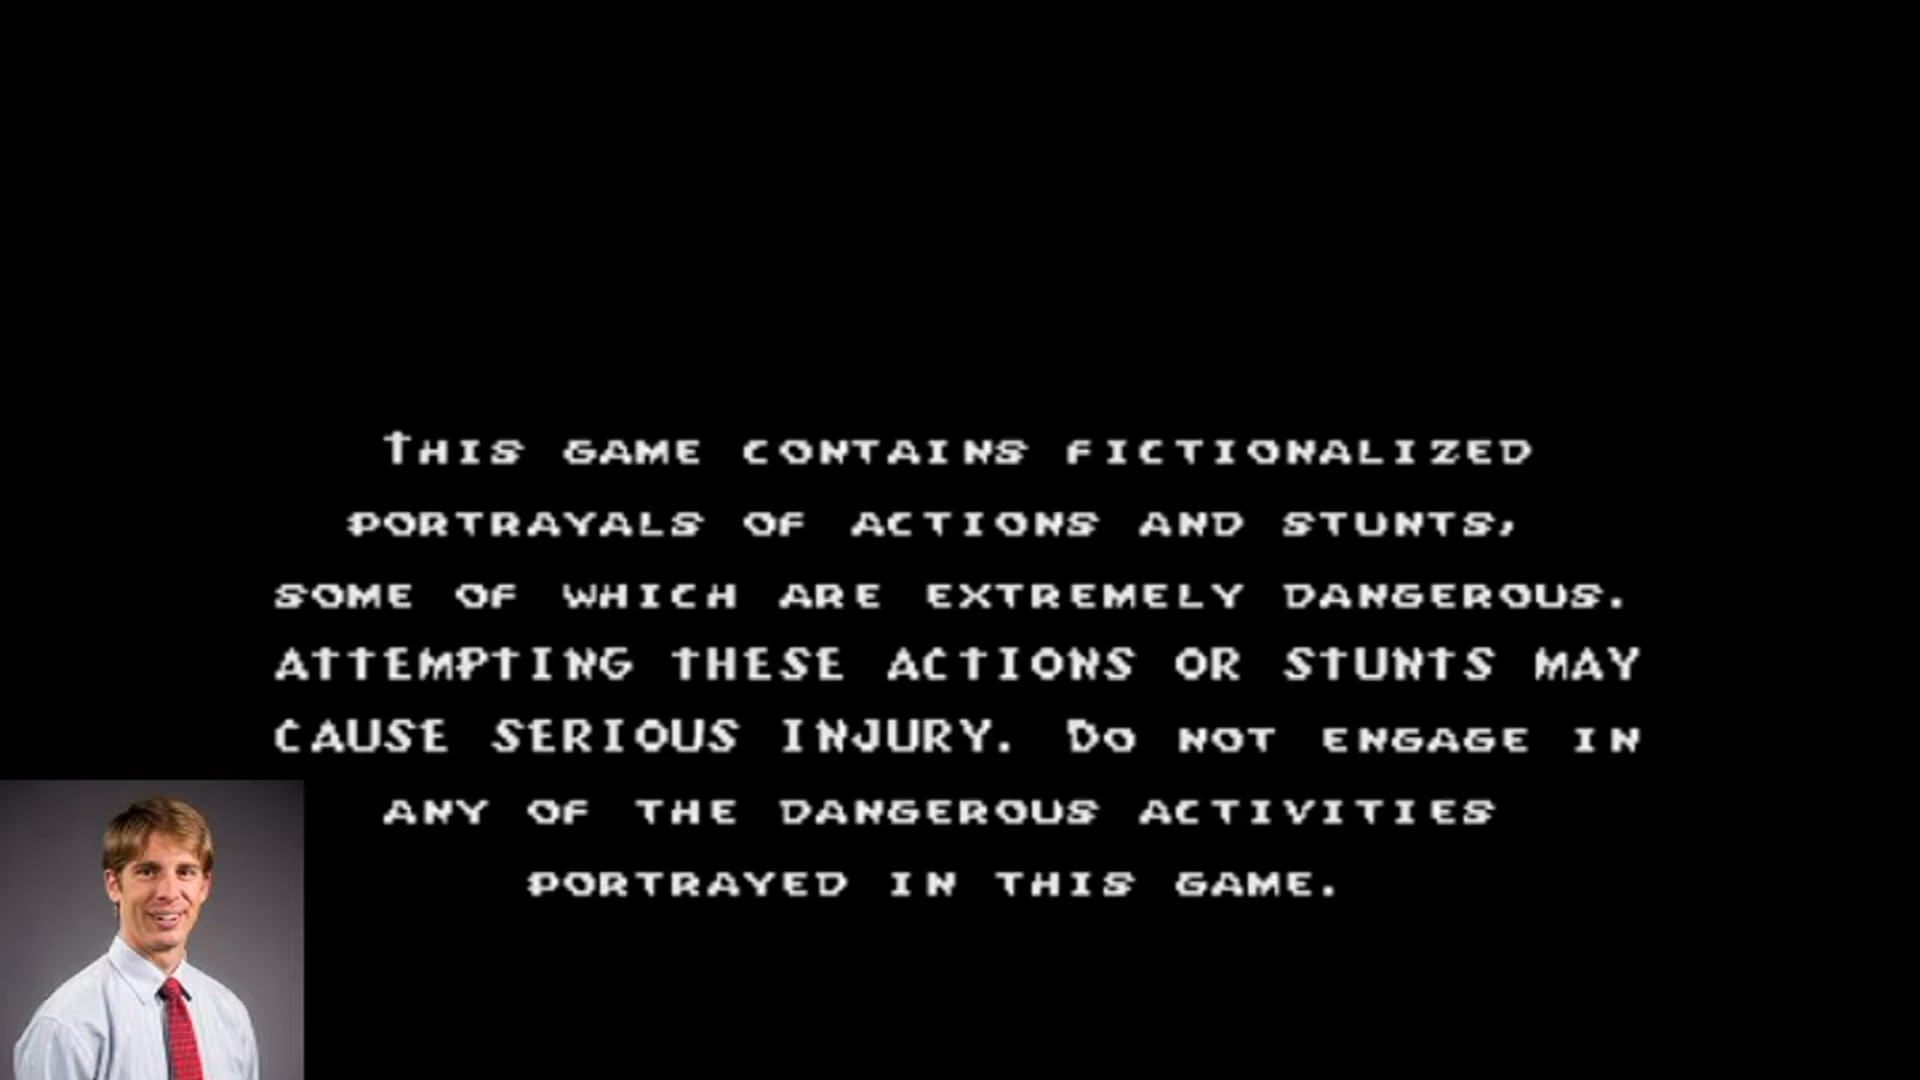 This game contains fictionalized
portrayals of actions and stunts,
some of which are extremely dangerous.
ATTEMPTING THESE ACTIONS OR STUNTS MAY
CAUSE SERIOUS INJURY. Do not engage in
any of the dangerous activities
portrayed in this game.